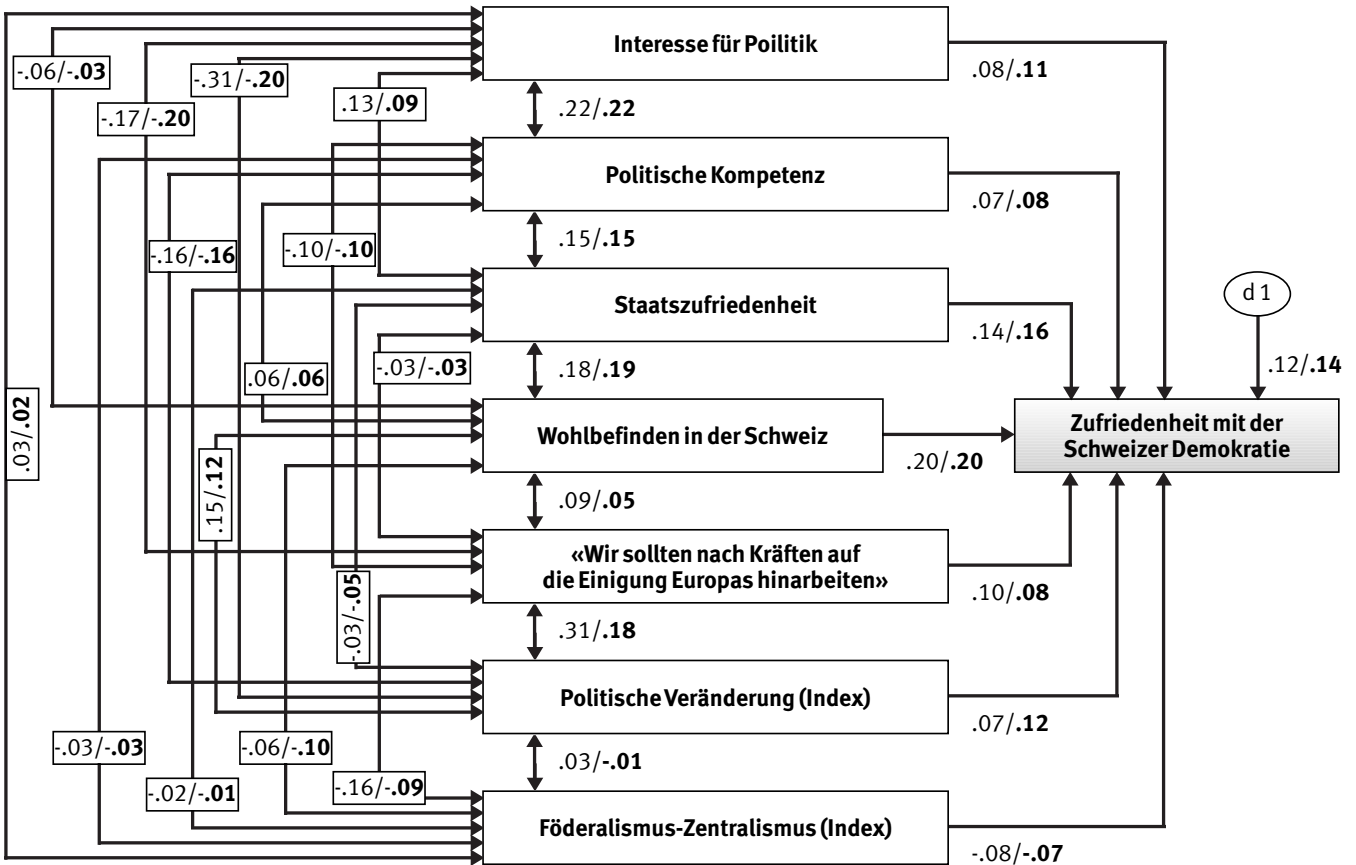 Interesse für Poilitik
-.06/-.03
-.31/-.20
.08/.11
.13/.09
-.17/-.20
.22/.22
Politische Kompetenz
.07/.08
.15/.15
-.16/-.16
-.10/-.10
Staatszufriedenheit
d 1
.14/.16
.18/.19
-.03/-.03
.06/.06
.12/.14
.03/.02
Wohlbefinden in der Schweiz
Zufriedenheit mit der
Schweizer Demokratie
.20/.20
.15/.12
.09/.05
«Wir sollten nach Kräften auf
die Einigung Europas hinarbeiten»
.10/.08
-.03/-.05
.31/.18
Politische Veränderung (Index)
.07/.12
-.03/-.03
-.06/-.10
.03/-.01
-.02/-.01
-.16/-.09
Föderalismus-Zentralismus (Index)
-.08/-.07